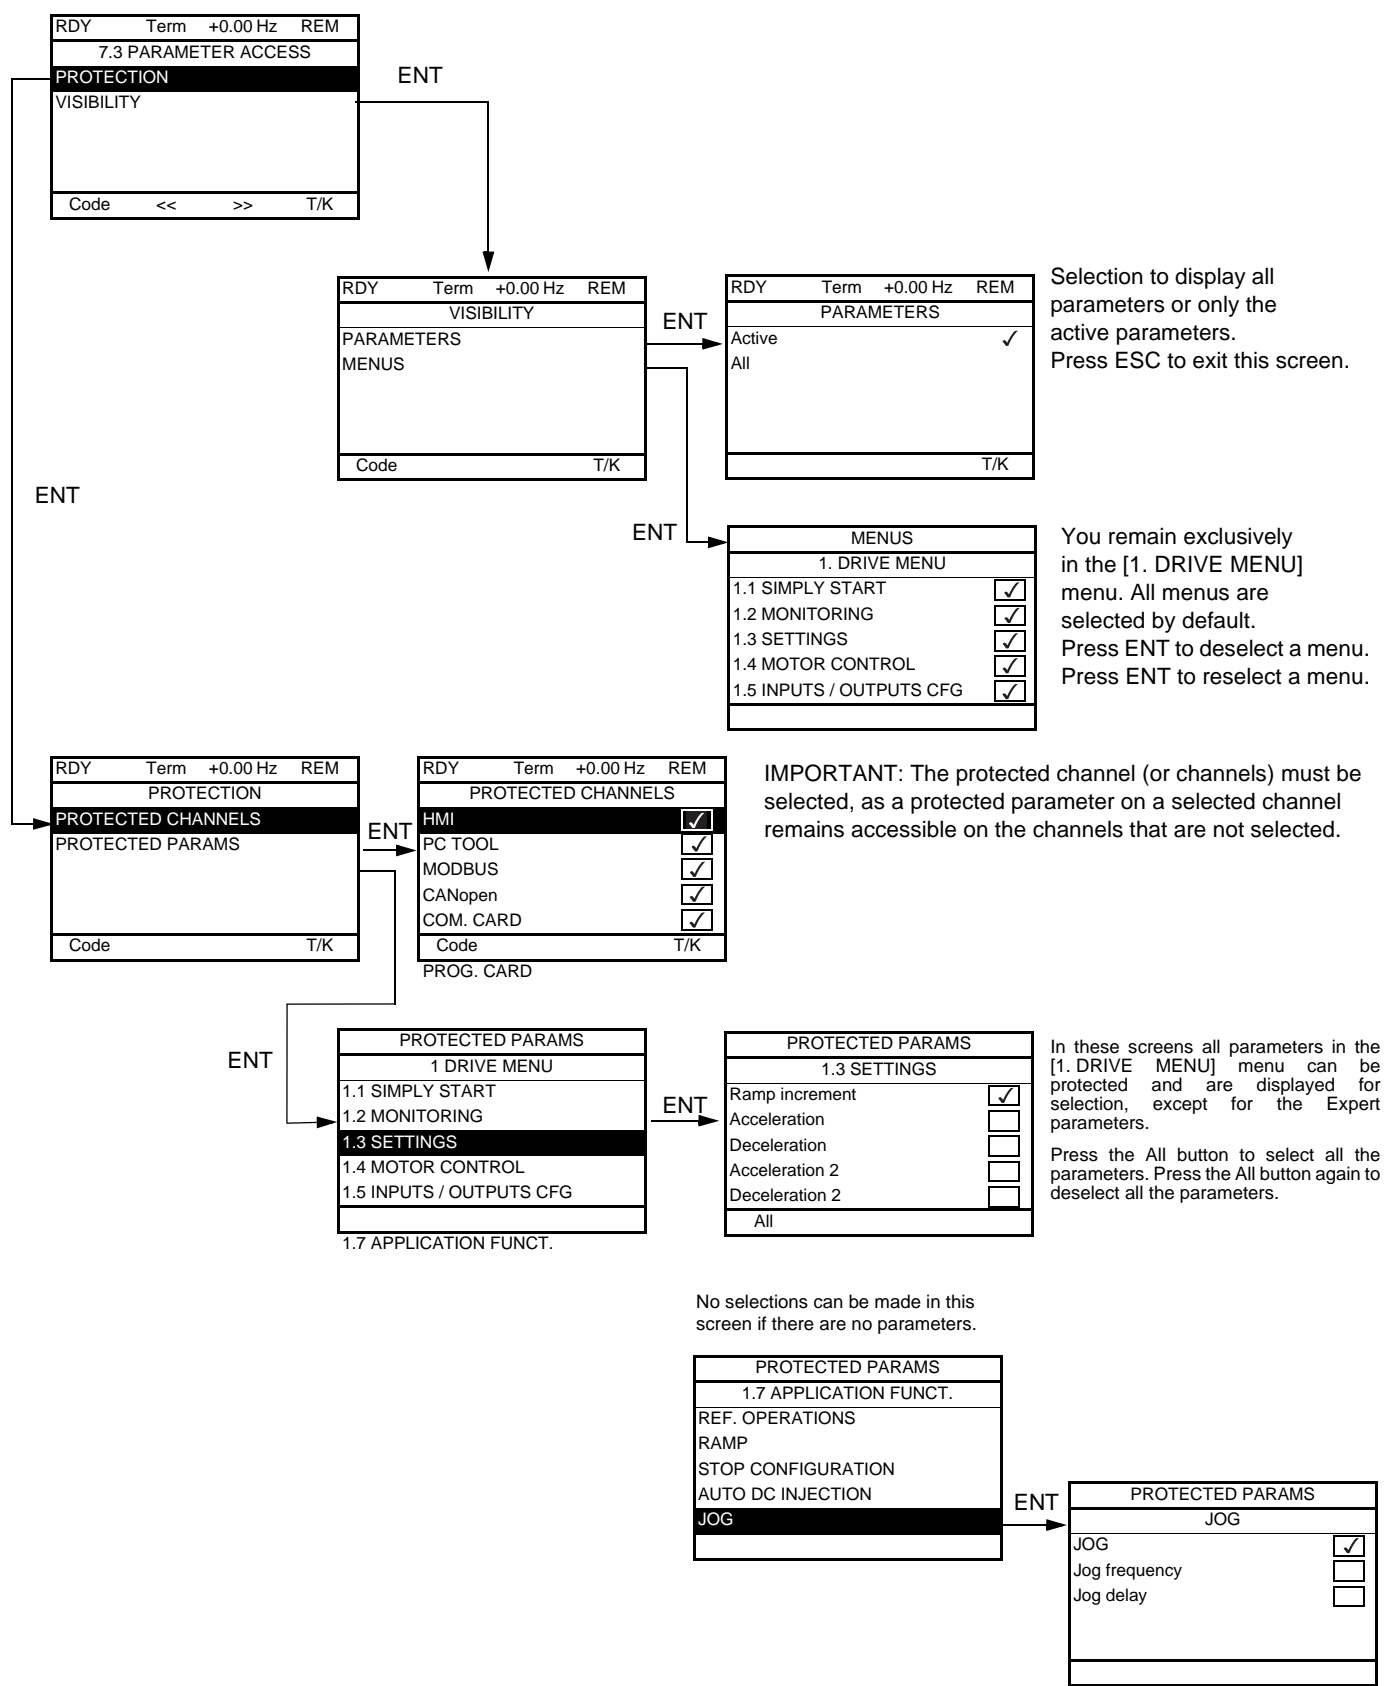 RDY Term +0.00 Hz REM
7.3 PARAMETER ACCESS
PROTECTION
VISIBILITY
Code << >> T/K
ENT
ENT
RDY Term +0.00 Hz REM
VISIBILITY
PARAMETERS
MENUS
Code T/K
ENT
RDY Term +0.00 Hz REM
PARAMETERS
Active ✓
All
T/K
Selection to display all
parameters or only the
active parameters.
Press ESC to exit this screen.
ENT
MENUS
1. DRIVE MENU
1.1 SIMPLY START ✓
1.2 MONITORING ✓
1.3 SETTINGS ✓
1.4 MOTOR CONTROL ✓
1.5 INPUTS / OUTPUTS CFG ✓
You remain exclusively
in the [1. DRIVE MENU]
menu. All menus are
selected by default.
Press ENT to deselect a menu.
Press ENT to reselect a menu.
RDY Term +0.00 Hz REM
PROTECTION
PROTECTED CHANNELS
PROTECTED PARAMS
Code T/K
ENT
RDY Term +0.00 Hz REM
PROTECTED CHANNELS
HMI ✓
PC TOOL ✓
MODBUS ✓
CANopen ✓
COM. CARD ✓
Code T/K
PROG. CARD
IMPORTANT: The protected channel (or channels) must be
selected, as a protected parameter on a selected channel
remains accessible on the channels that are not selected.
ENT
PROTECTED PARAMS
1 DRIVE MENU
1.1 SIMPLY START
1.2 MONITORING
1.3 SETTINGS
1.4 MOTOR CONTROL
1.5 INPUTS / OUTPUTS CFG
1.7 APPLICATION FUNCT.
ENT
PROTECTED PARAMS
1.3 SETTINGS
Ramp increment ✓
Acceleration
Deceleration
Acceleration 2
Deceleration 2
All
In these screens all parameters in the
[1. DRIVE MENU] menu can be
protected and are displayed for
selection, except for the Expert
parameters.
Press the All button to select all the
parameters. Press the All button again to
deselect all the parameters.
No selections can be made in this
screen if there are no parameters.
PROTECTED PARAMS
1.7 APPLICATION FUNCT.
REF. OPERATIONS
RAMP
STOP CONFIGURATION
AUTO DC INJECTION
JOG
ENT
PROTECTED PARAMS
JOG
JOG ✓
Jog frequency
Jog delay